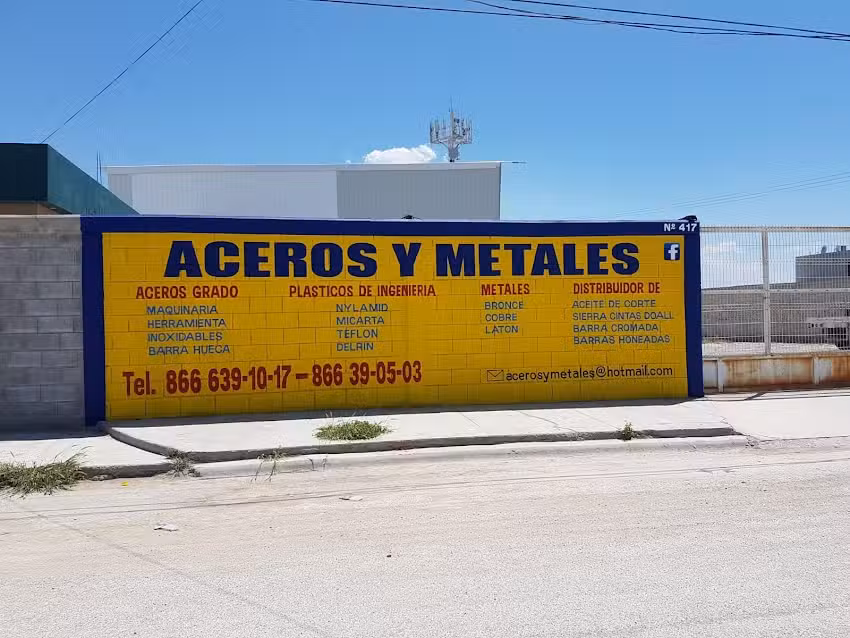 Nº 417
ACEROS Y METALES
f
ACEROS GRADO
MAQUINARIA
HERRAMIENTA
INOXIDABLES
BARRA HUECA
PLASTICOS DE INGENIERIA
NYLAMID
MICARTA
TEFLON
DELRIN
METALES
BRONCE
COBRE
LATON
DISTRIBUIDOR DE
ACEITE DE CORTE
SIERRA CINTAS DOALL
BARRA CROMADA
BARRAS HONEADAS
Tel. 866 639-10-17 - 866 39-05-03
acerosymetales@hotmail.com